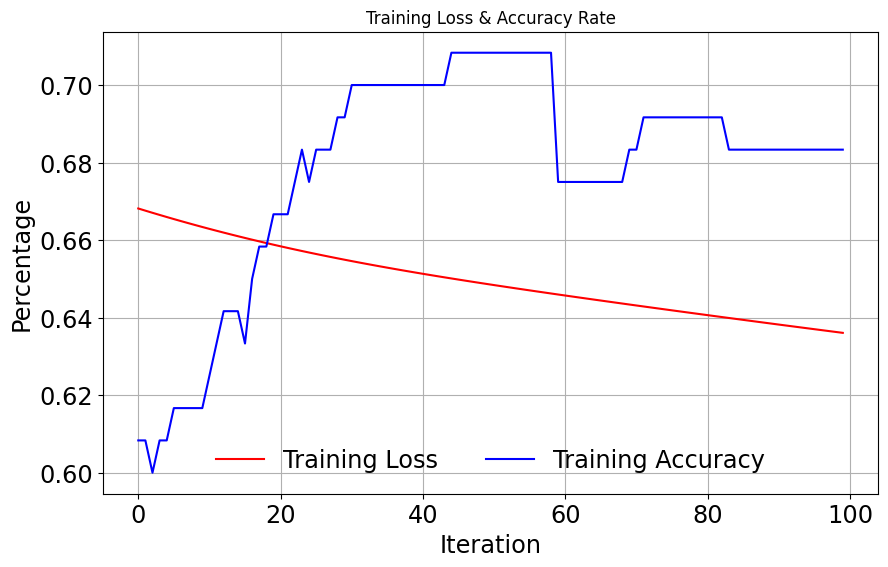 Training Loss & Accuracy Rate
Percentage
0.70
0.68
0.66
0.64
0.62
0.60
Training Loss
Training Accuracy
0 20 40 60 80 100
Iteration